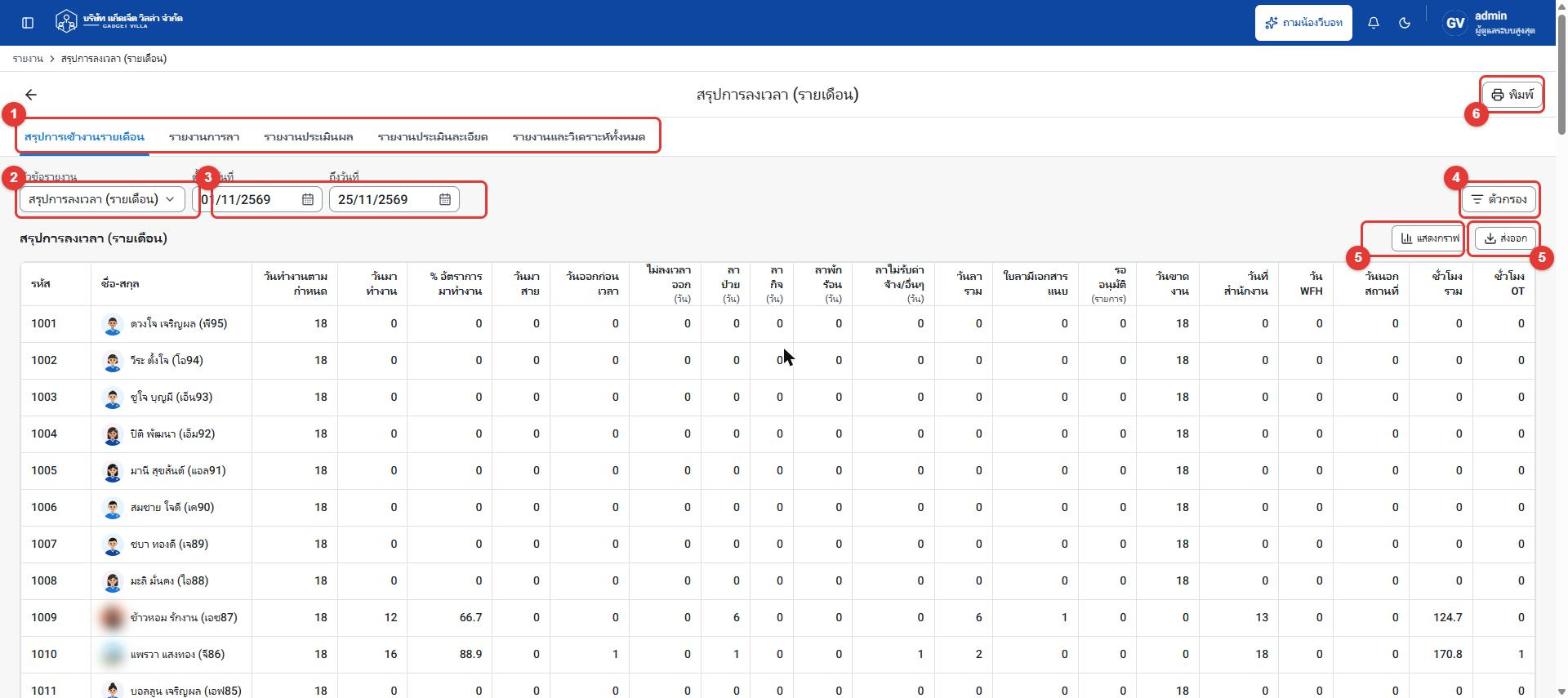 บริษัท แก็ดเจ็ต วิลล่า จำกัด
GADGET VILLA
ถามน้องวีบอท
GV
admin
ผู้ดูแลระบบสูงสุด
รายงาน > สรุปการลงเวลา (รายเดือน)
สรุปการลงเวลา (รายเดือน)
พิมพ์
6
1
สรุปการเข้างานรายเดือน รายงานการลา รายงานประเมินผล รายงานประเมินละเอียด รายงานและวิเคราะห์ทั้งหมด
2 3 4
ถึงวันที่
สรุปการลงเวลา (รายเดือน) 01/11/2569 25/11/2569 ตัวกรอง
สรุปการลงเวลา (รายเดือน) แสดงกราฟ ส่งออก
5 5
รหัส ชื่อ-สกุล วันทำงานตามกำหนด วันมาทำงาน % อัตราการมาทำงาน วันมาสาย วันออกก่อนเวลา ไม่ลงเวลาออก (วัน) ลาป่วย (วัน) ลากิจ (วัน) ลาพักร้อน (วัน) ลาไม่รับค่าจ้าง/อื่นๆ (วัน) วันลารวม ใบลามีเอกสารแนบ รออนุมัติ (รายการ) วันขาดงาน วันที่สำนักงาน วัน WFH วันนอกสถานที่ ชั่วโมงรวม ชั่วโมง OT
1001 ดวงใจ เจริญผล (พี95) 18 0 0 0 0 0 0 0 0 0 0 0 0 18 0 0 0 0 0
1002 วีระ ตั้งใจ (โอ94) 18 0 0 0 0 0 0 0 0 0 0 0 0 18 0 0 0 0 0
1003 ชูใจ บุญมี (เอ็น93) 18 0 0 0 0 0 0 0 0 0 0 0 0 18 0 0 0 0 0
1004 ปิติ พัฒนา (เอ็ม92) 18 0 0 0 0 0 0 0 0 0 0 0 0 18 0 0 0 0 0
1005 มานี สุขสันต์ (แอล91) 18 0 0 0 0 0 0 0 0 0 0 0 0 18 0 0 0 0 0
1006 สมชาย ใจดี (เค90) 18 0 0 0 0 0 0 0 0 0 0 0 0 18 0 0 0 0 0
1007 ชบา ทองดี (เจ89) 18 0 0 0 0 0 0 0 0 0 0 0 0 18 0 0 0 0 0
1008 มะลิ มั่นคง (ไอ88) 18 0 0 0 0 0 0 0 0 0 0 0 0 18 0 0 0 0 0
1009 ข้าวหอม รักงาน (เอช87) 18 12 66.7 0 0 0 6 0 0 0 6 1 0 0 13 0 0 124.7 0
1010 แพรวา แสงทอง (จี86) 18 16 88.9 0 1 0 1 0 0 1 2 0 0 0 18 0 0 170.8 1
1011 บอลลูน เจริญผล (เอฟ85) 18 0 0 0 0 0 0 0 0 0 0 0 0 18 0 0 0 0 0